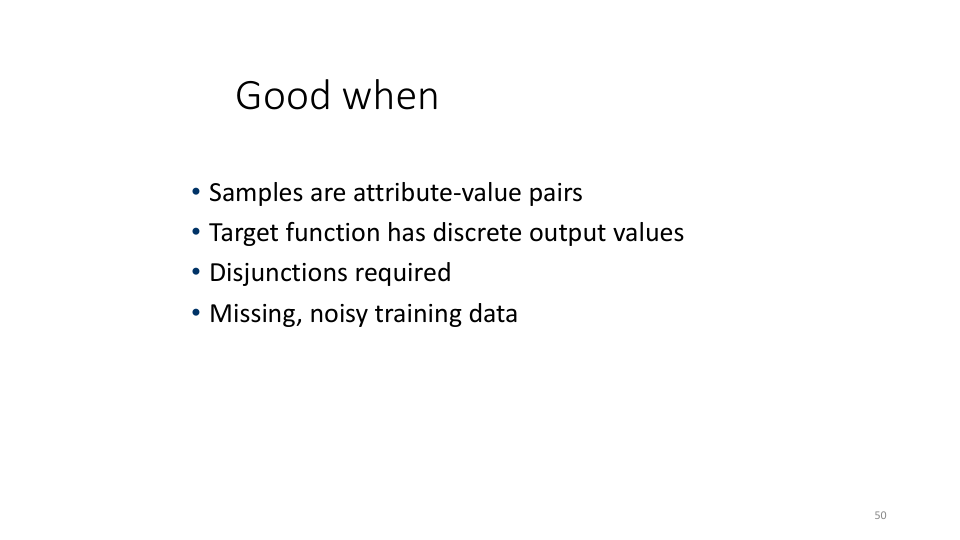 Good when
• Samples are attribute-value pairs
• Target function has discrete output values
• Disjunctions required
• Missing, noisy training data
50